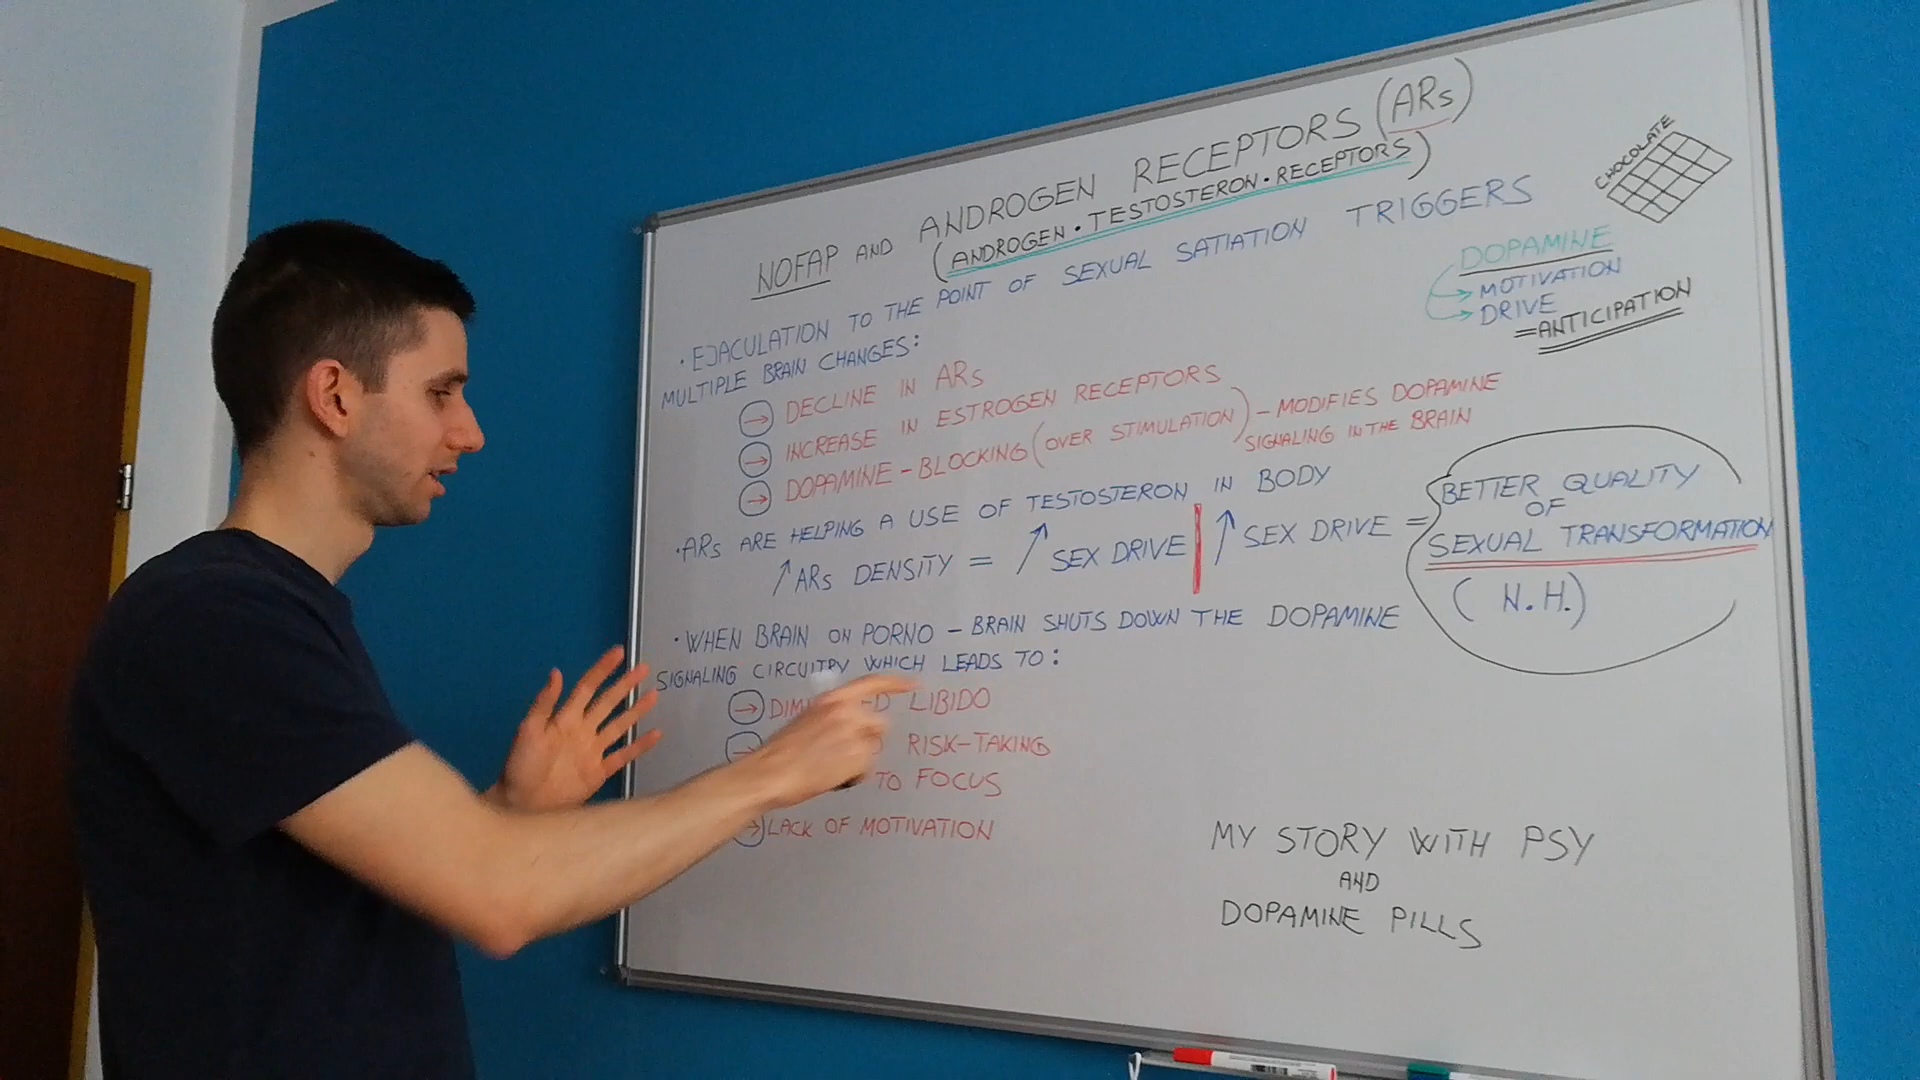 NOFAP AND ANDROGEN RECEPTORS (ARs)
(ANDROGEN • TESTOSTERON • RECEPTORS)
• EJACULATION TO THE POINT OF SEXUAL SATIATION TRIGGERS
MULTIPLE BRAIN CHANGES:
→ DECLINE IN ARs
→ INCREASE IN ESTROGEN RECEPTORS
→ DOPAMINE – BLOCKING (OVER STIMULATION) – MODIFIES DOPAMINE
SIGNALING IN THE BRAIN
• ARs ARE HELPING A USE OF TESTOSTERON IN BODY
↑ ARs DENSITY = ↑ SEX DRIVE | ↑ SEX DRIVE =
BETTER QUALITY
OF
SEXUAL TRANSFORMATION
( N.H.)
• WHEN BRAIN ON PORNO – BRAIN SHUTS DOWN THE DOPAMINE
SIGNALING CIRCUITRY WHICH LEADS TO:
→ LIBIDO
→ RISK-TAKING
TO FOCUS
→ LACK OF MOTIVATION
CHOCOLATE
DOPAMINE
→ MOTIVATION
→ DRIVE
= ANTICIPATION
MY STORY WITH PSY
AND
DOPAMINE PILLS